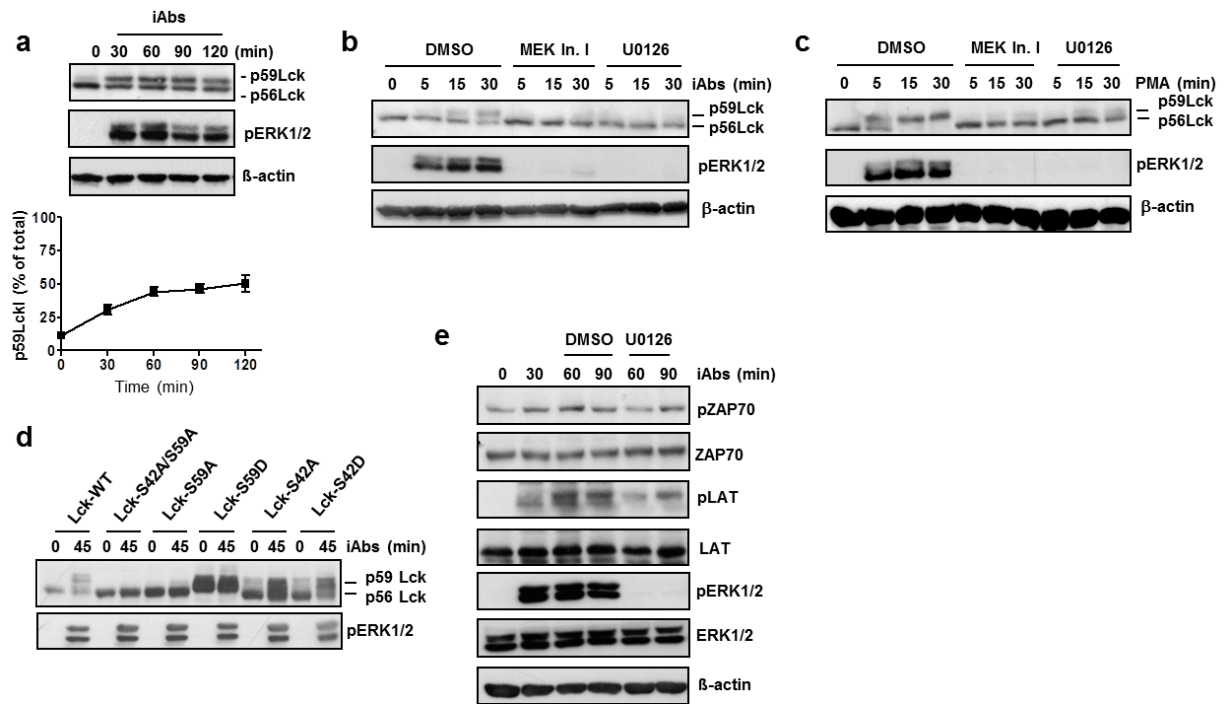 a
iAbs
0 30 60 90 120 (min)
- p59Lck
- p56Lck
pERK1/2
ß-actin
p59LckI (% of total)
100
75
50
25
0
0 30 60 90 120
Time (min)
b
DMSO MEK In. I U0126
0 5 15 30 5 15 30 5 15 30 iAbs (min)
p59Lck
p56Lck
pERK1/2
β-actin
c
DMSO MEK In. I U0126
0 5 15 30 5 15 30 5 15 30 PMA (min)
p59Lck
p56Lck
pERK1/2
β-actin
d
Lck-WT Lck-S42A/S59A Lck-S59A Lck-S59D Lck-S42A Lck-S42D
0 45 0 45 0 45 0 45 0 45 0 45 iAbs (min)
p59 Lck
p56 Lck
pERK1/2
e
DMSO U0126
0 30 60 90 60 90 iAbs (min)
pZAP70
ZAP70
pLAT
LAT
pERK1/2
ERK1/2
ß-actin